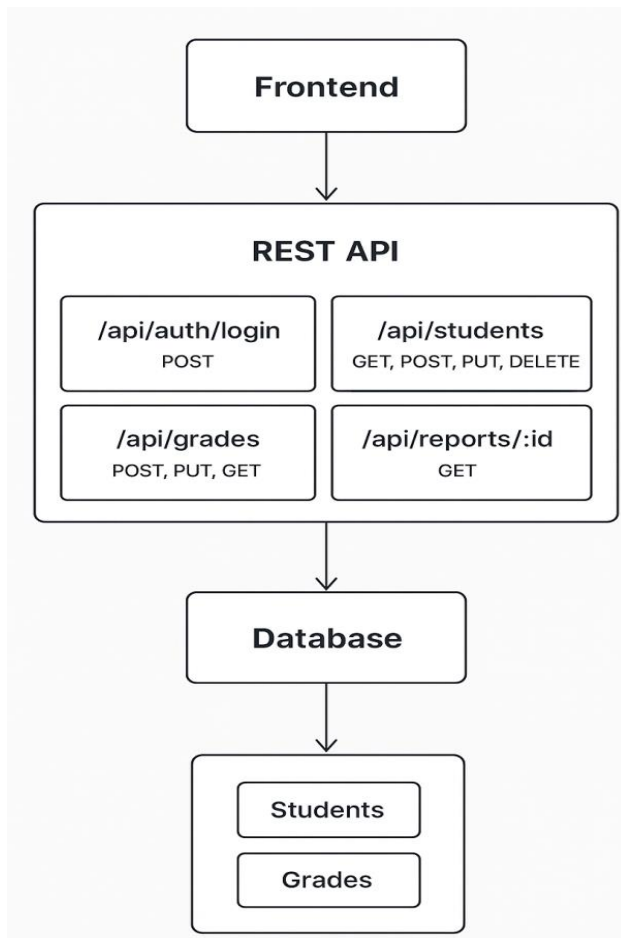 Frontend
REST API
/api/auth/login
POST
/api/students
GET, POST, PUT, DELETE
/api/grades
POST, PUT, GET
/api/reports/:id
GET
Database
Students
Grades